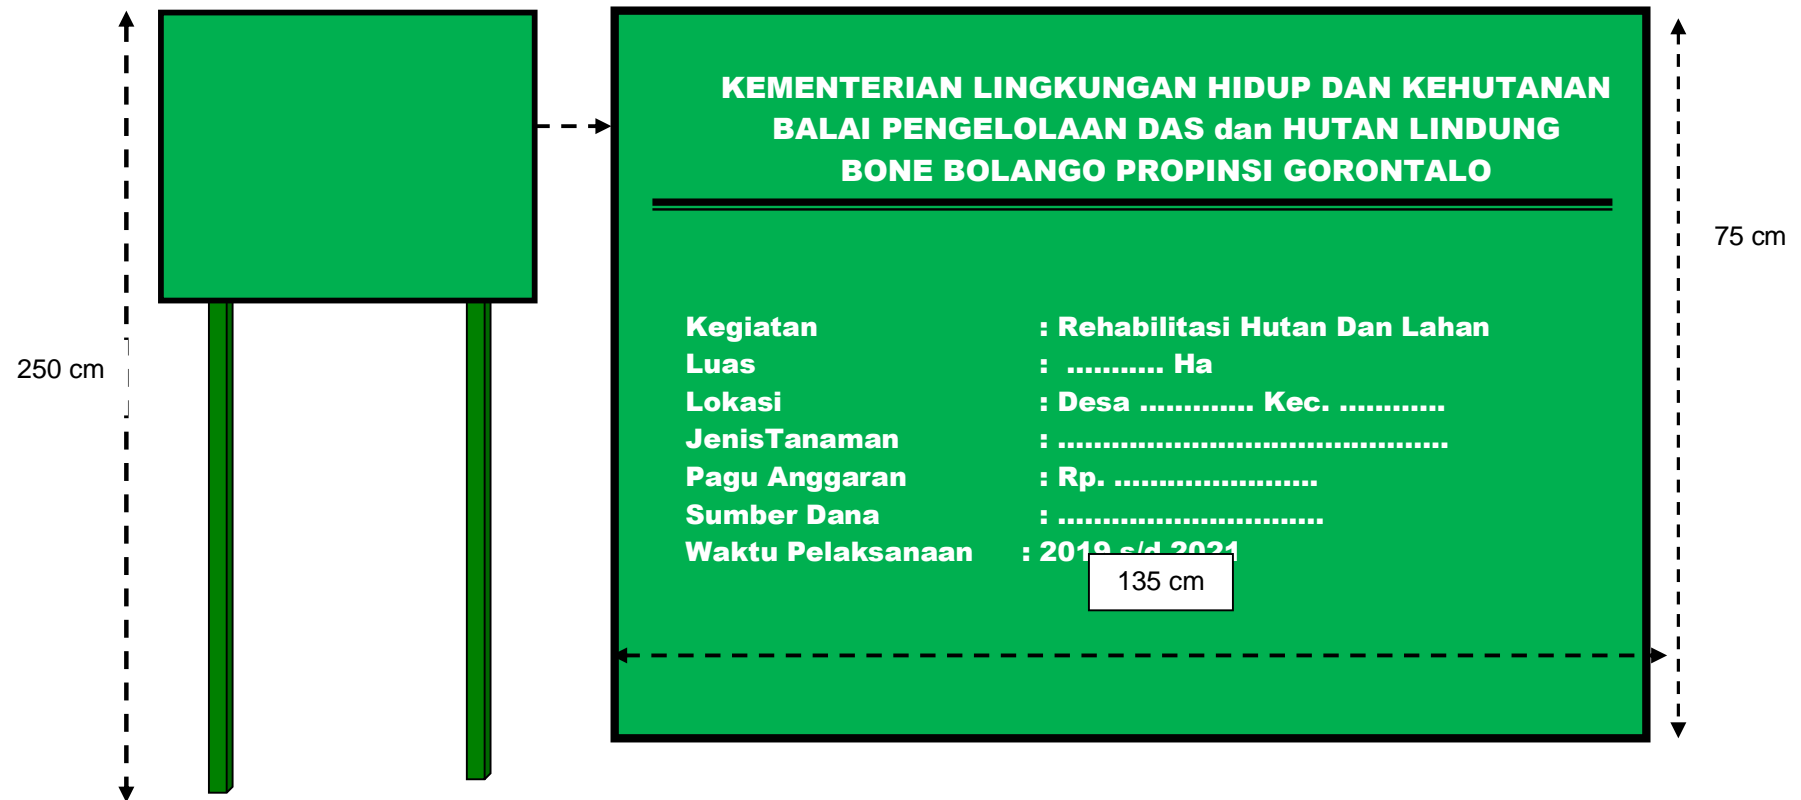 KEMENTERIAN LINGKUNGAN HIDUP DAN KEHUTANAN
BALAI PENGELOLAAN DAS dan HUTAN LINDUNG
BONE BOLANGO PROPINSI GORONTALO
75 cm
250 cm
Kegiatan : Rehabilitasi Hutan Dan Lahan
Luas : ........... Ha
Lokasi : Desa ............. Kec. ............
JenisTanaman : ............................................
Pagu Anggaran : Rp. .......................
Sumber Dana : ..............................
Waktu Pelaksanaan : 2019 s/d 2021
135 cm